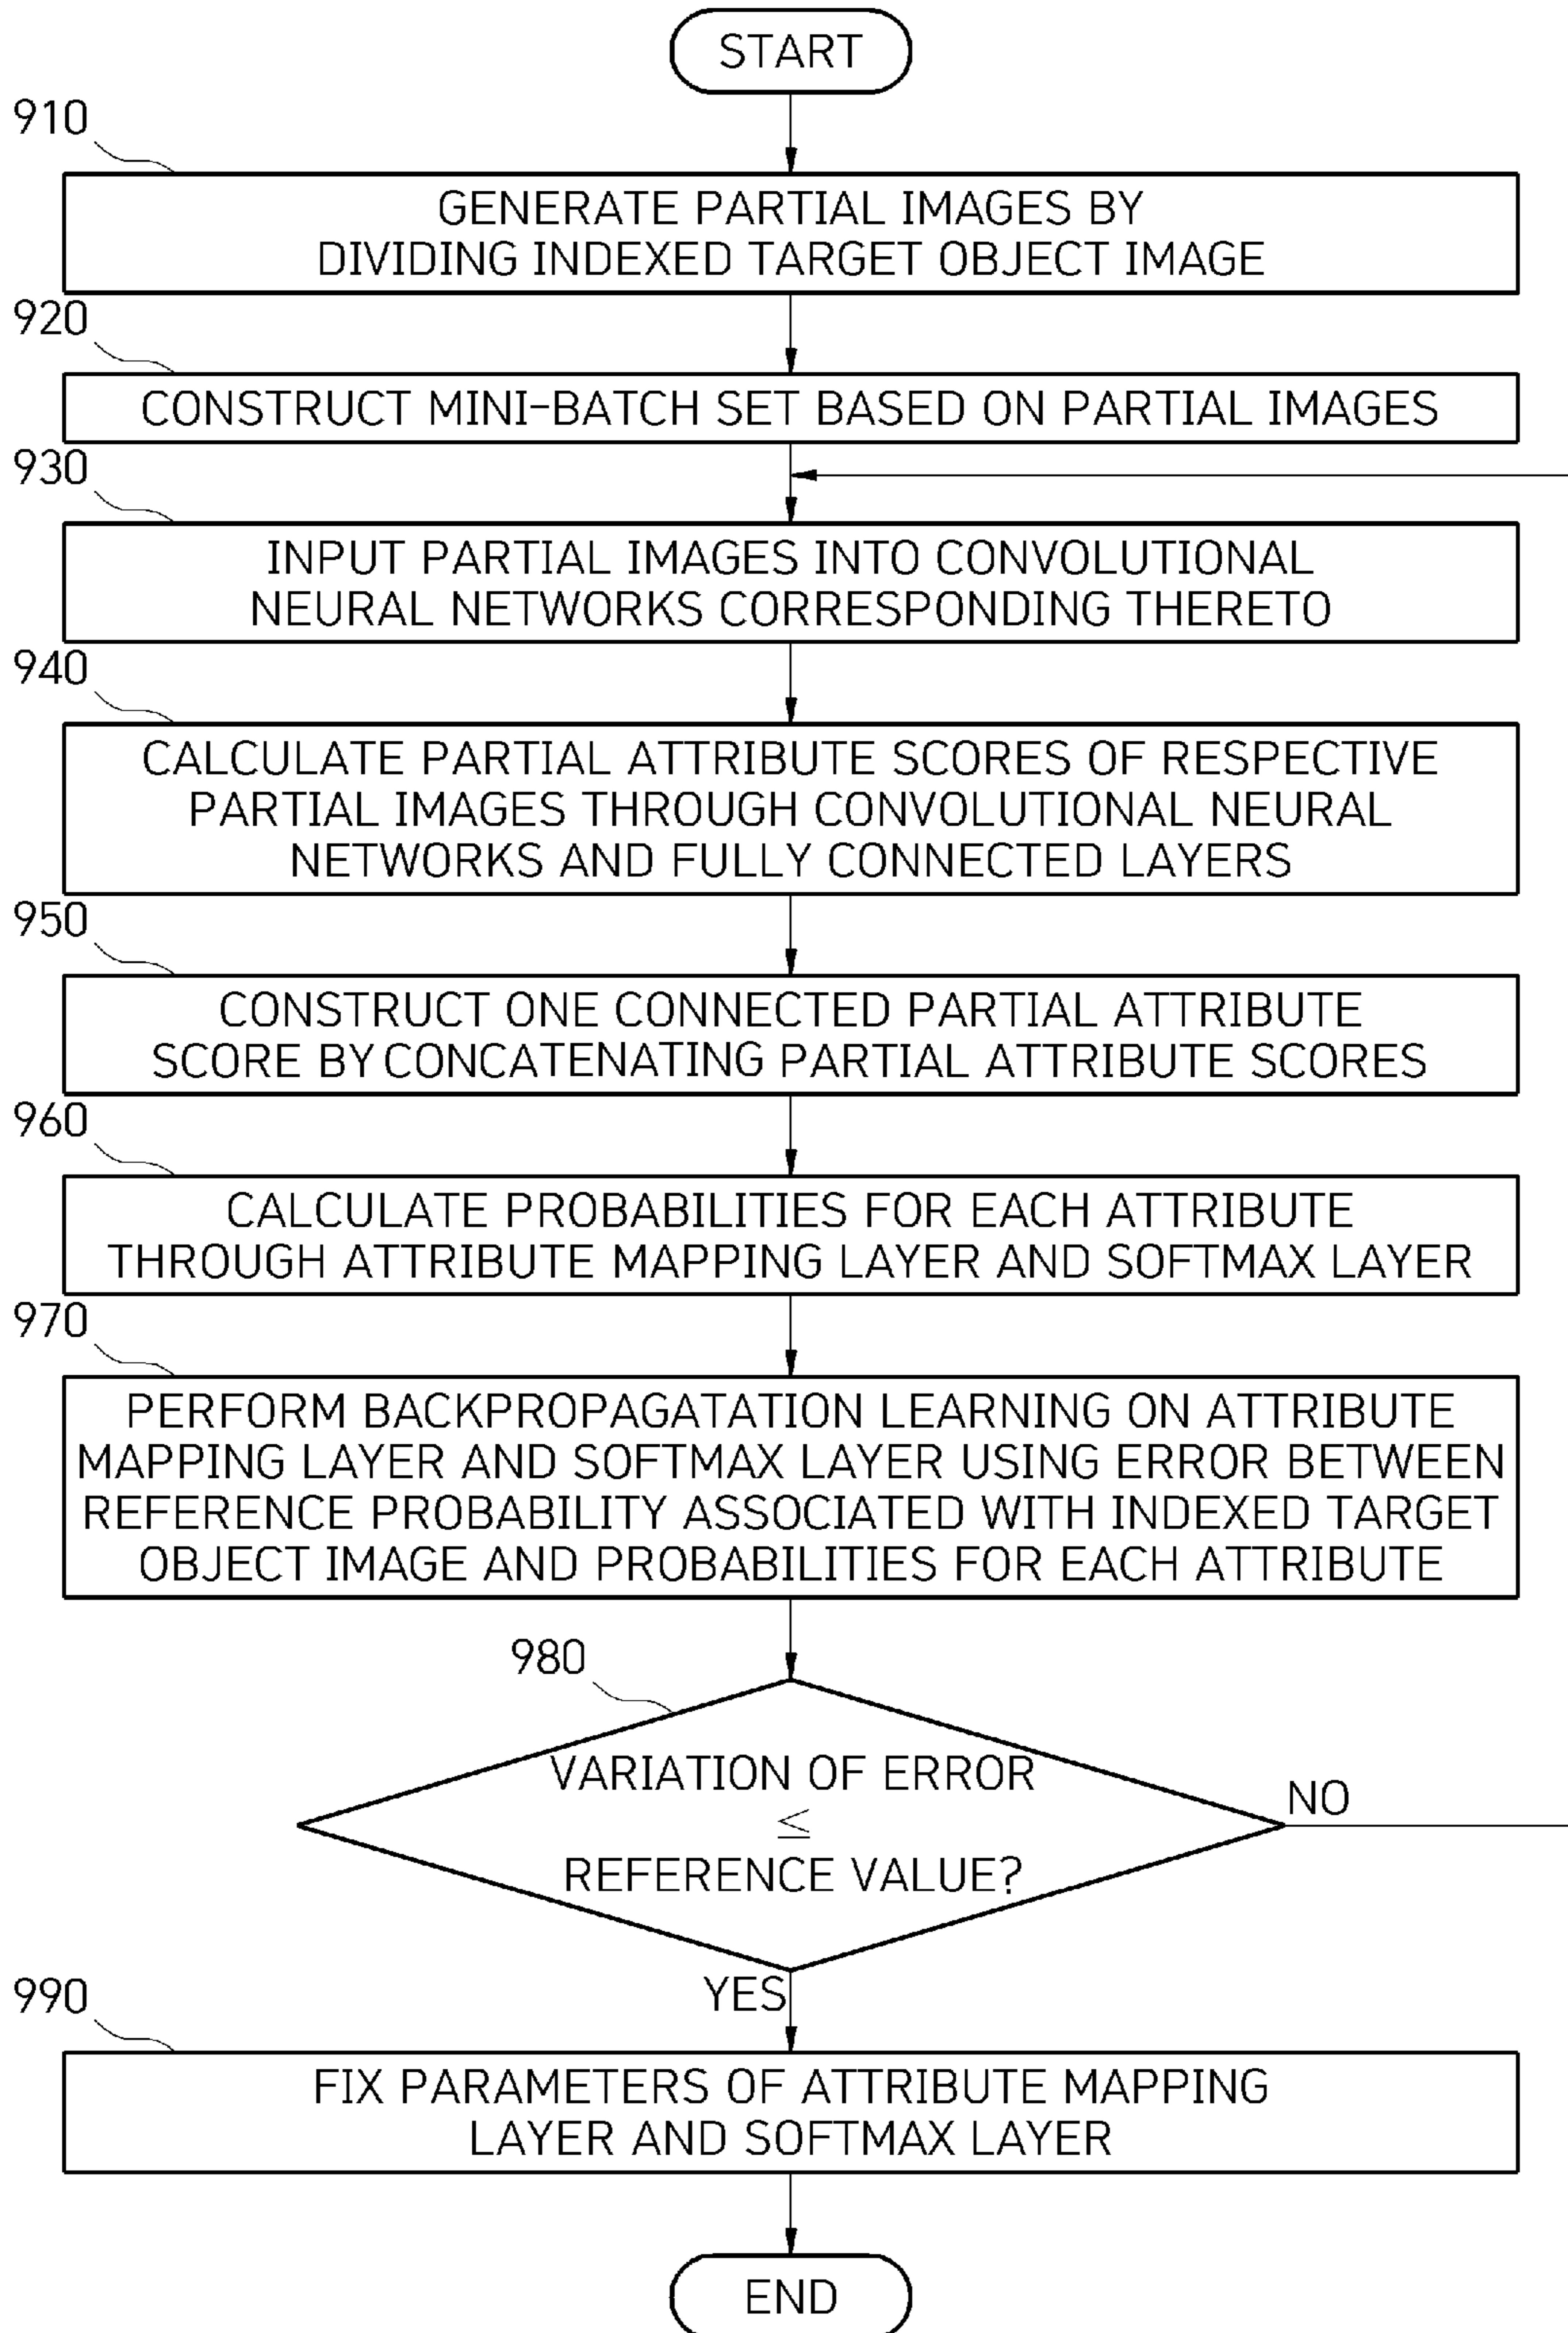 START
910
GENERATE PARTIAL IMAGES BY
DIVIDING INDEXED TARGET OBJECT IMAGE
920
CONSTRUCT MINI-BATCH SET BASED ON PARTIAL IMAGES
930
INPUT PARTIAL IMAGES INTO CONVOLUTIONAL
NEURAL NETWORKS CORRESPONDING THERETO
940
CALCULATE PARTIAL ATTRIBUTE SCORES OF RESPECTIVE
PARTIAL IMAGES THROUGH CONVOLUTIONAL NEURAL
NETWORKS AND FULLY CONNECTED LAYERS
950
CONSTRUCT ONE CONNECTED PARTIAL ATTRIBUTE
SCORE BY CONCATENATING PARTIAL ATTRIBUTE SCORES
960
CALCULATE PROBABILITIES FOR EACH ATTRIBUTE
THROUGH ATTRIBUTE MAPPING LAYER AND SOFTMAX LAYER
970
PERFORM BACKPROPAGATATION LEARNING ON ATTRIBUTE
MAPPING LAYER AND SOFTMAX LAYER USING ERROR BETWEEN
REFERENCE PROBABILITY ASSOCIATED WITH INDEXED TARGET
OBJECT IMAGE AND PROBABILITIES FOR EACH ATTRIBUTE
980
VARIATION OF ERROR
≤
REFERENCE VALUE?
NO
YES
990
FIX PARAMETERS OF ATTRIBUTE MAPPING
LAYER AND SOFTMAX LAYER
END